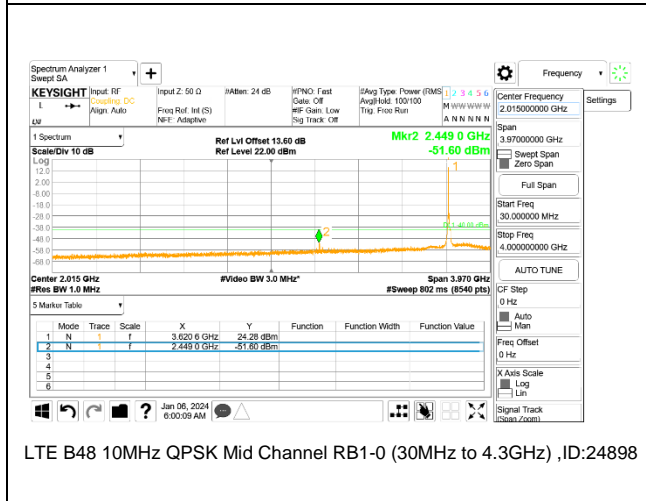 Spectrum Analyzer 1
Swept SA
+
Frequency
KEYSIGHT
Input: RF
Coupling: DC
Align: Auto
Input Z: 50 Ω
Freq Ref: Int (S)
NFE: Adaptive
#Atten: 24 dB
#PNO: Fast
Gate: Off
#IF Gain: Low
Sig Track: Off
#Avg Type: Power (RMS
Avg|Hold: 100/100
Trig: Free Run
1 2 3 4 5 6
M W W W W W
A N N N N N
L
Center Frequency
2.015000000 GHz
Settings
Span
3.97000000 GHz
Swept Span
Zero Span
Full Span
Start Freq
30.000000 MHz
Stop Freq
4.000000000 GHz
AUTO TUNE
CF Step
0 Hz
Auto
Man
Freq Offset
0 Hz
X Axis Scale
Log
Lin
Signal Track
(Span Zoom)
1 Spectrum
Scale/Div 10 dB
Ref Lvl Offset 13.60 dB
Ref Level 22.00 dBm
Mkr2 2.449 0 GHz
-51.60 dBm
Log
12.0
2.00
-8.00
-18.0
-28.0
-38.0
-48.0
-58.0
-68.0
1
2
Center 2.015 GHz
#Res BW 1.0 MHz
#Video BW 3.0 MHz*
Span 3.970 GHz
#Sweep 802 ms (8540 pts)
5 Marker Table
Mode Trace Scale X Y Function Function Width Function Value
1 N 1 f 3.620 6 GHz 24.28 dBm
2 N 1 f 2.449 0 GHz -51.60 dBm
3
4
5
6
?
Jan 06, 2024
6:00:09 AM
LTE B48 10MHz QPSK Mid Channel RB1-0 (30MHz to 4.3GHz) ,ID:24898